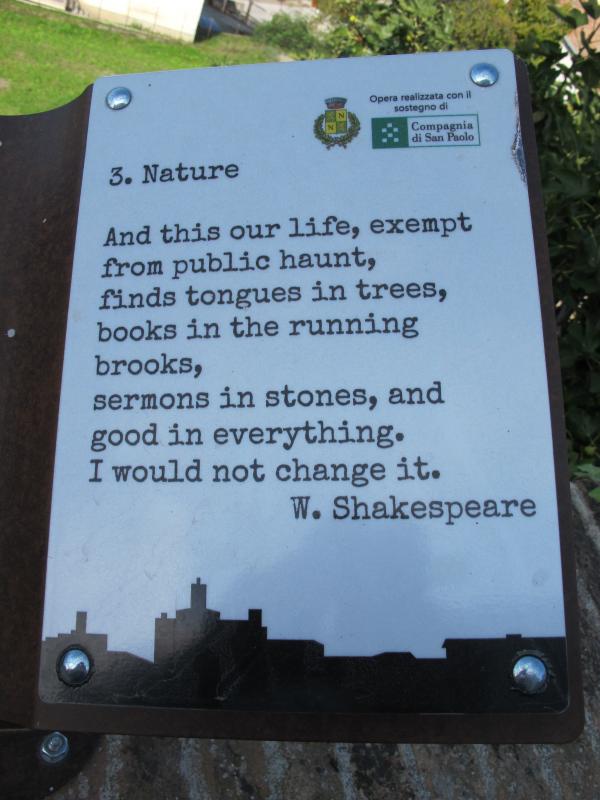 Opera realizzata con il
sostegno di
Compagnia
di San Paolo
3. Nature
And this our life, exempt
from public haunt,
finds tongues in trees,
books in the running
brooks,
sermons in stones, and
good in everything.
I would not change it.
W. Shakespeare